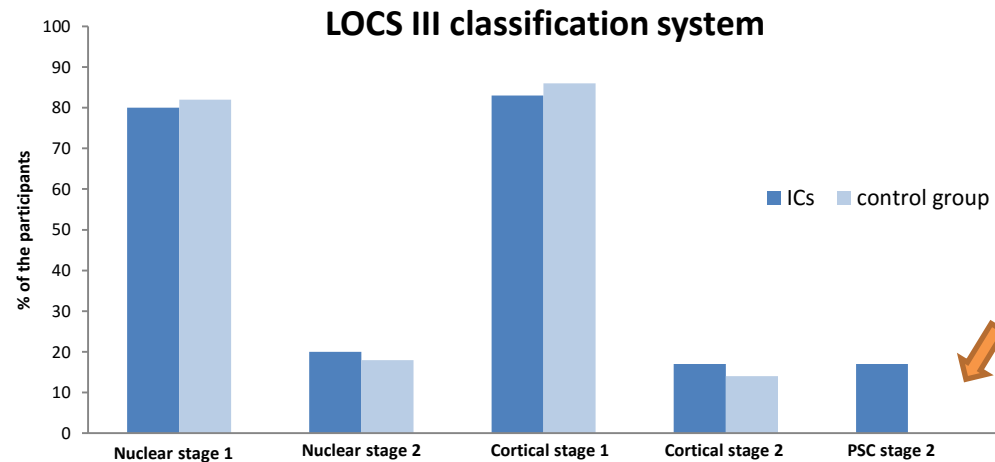 LOCS III classification system
% of the participants
100
90
80
70
60
50
40
30
20
10
0
ICs control group
Nuclear stage 1 Nuclear stage 2 Cortical stage 1 Cortical stage 2 PSC stage 2